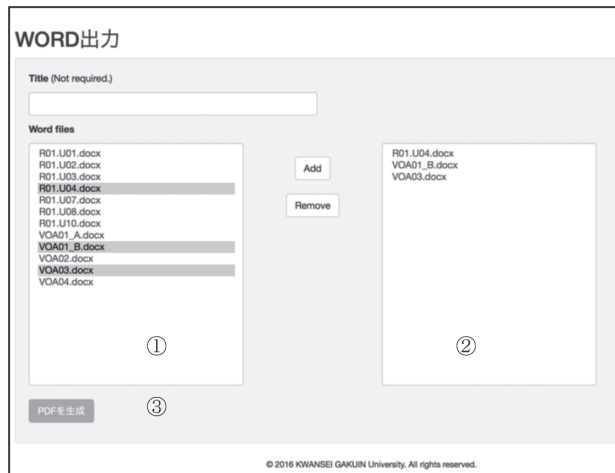 WORD出力
Title (Not required.)
Word files
R01.U01.docx
R01.U02.docx
R01.U03.docx
R01.U04.docx
R01.U07.docx
R01.U08.docx
R01.U10.docx
VOA01_A.docx
VOA01_B.docx
VOA02.docx
VOA03.docx
VOA04.docx
①
Add
Remove
R01.U04.docx
VOA01_B.docx
VOA03.docx
②
PDFを生成
③
© 2016 KWANSEI GAKUIN University. All rights reserved.